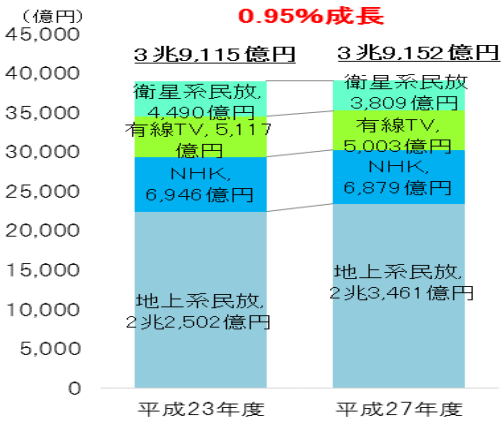 （億円）
0.95%成長
45,000
40,000
35,000
30,000
25,000
20,000
15,000
10,000
5,000
0
３兆9,115億円
３兆9,152億円
衛星系民放,
4,490億円
有線TV, 5,117
億円
NHK,
6,946億円
地上系民放,
２兆2,502億円
衛星系民放
3,809億円
有線TV,
5,003億円
NHK,
6,879億円
地上系民放,
２兆3,461億円
平成23年度
平成27年度